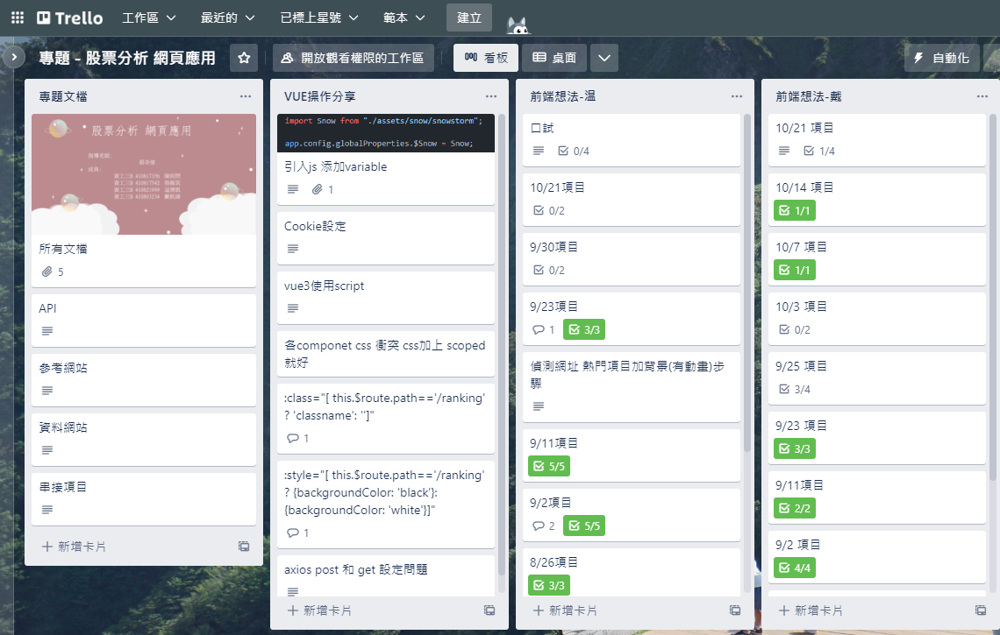 Trello 工作區 最近的 已標上星號 範本 建立
專題 - 股票分析 網頁應用 開放觀看權限的工作區 看板 桌面 自動化
專題文檔
股票分析 網頁應用
指導老師:
成員:
所有文檔
5
API
參考網站
資料網站
串接項目
新增卡片
VUE操作分享
import Snow from "./assets/snow/snowstorm";
app.config.globalProperties.$Snow = Snow;
引入js 添加variable
1
Cookie設定
vue3使用script
各componet css 衝突 css加上 scoped
就好
:class="[ this.$route.path=='/ranking'
? 'classname': '']"
1
:style="[ this.$route.path=='/ranking'
? {backgroundColor: 'black'}:
{backgroundColor: 'white'}]"
1
axios post 和 get 設定問題
新增卡片
前端想法-温
口試
0/4
10/21項目
0/2
9/30項目
0/2
9/23項目
1 3/3
偵測網址 熱門項目加背景(有動畫)步
驟
9/11項目
5/5
9/2項目
2 5/5
8/26項目
3/3
新增卡片
前端想法-戴
10/21 項目
1/4
10/14 項目
1/1
10/7 項目
1/1
10/3 項目
0/2
9/25 項目
3/4
9/23 項目
3/3
9/11項目
2/2
9/2 項目
4/4
新增卡片